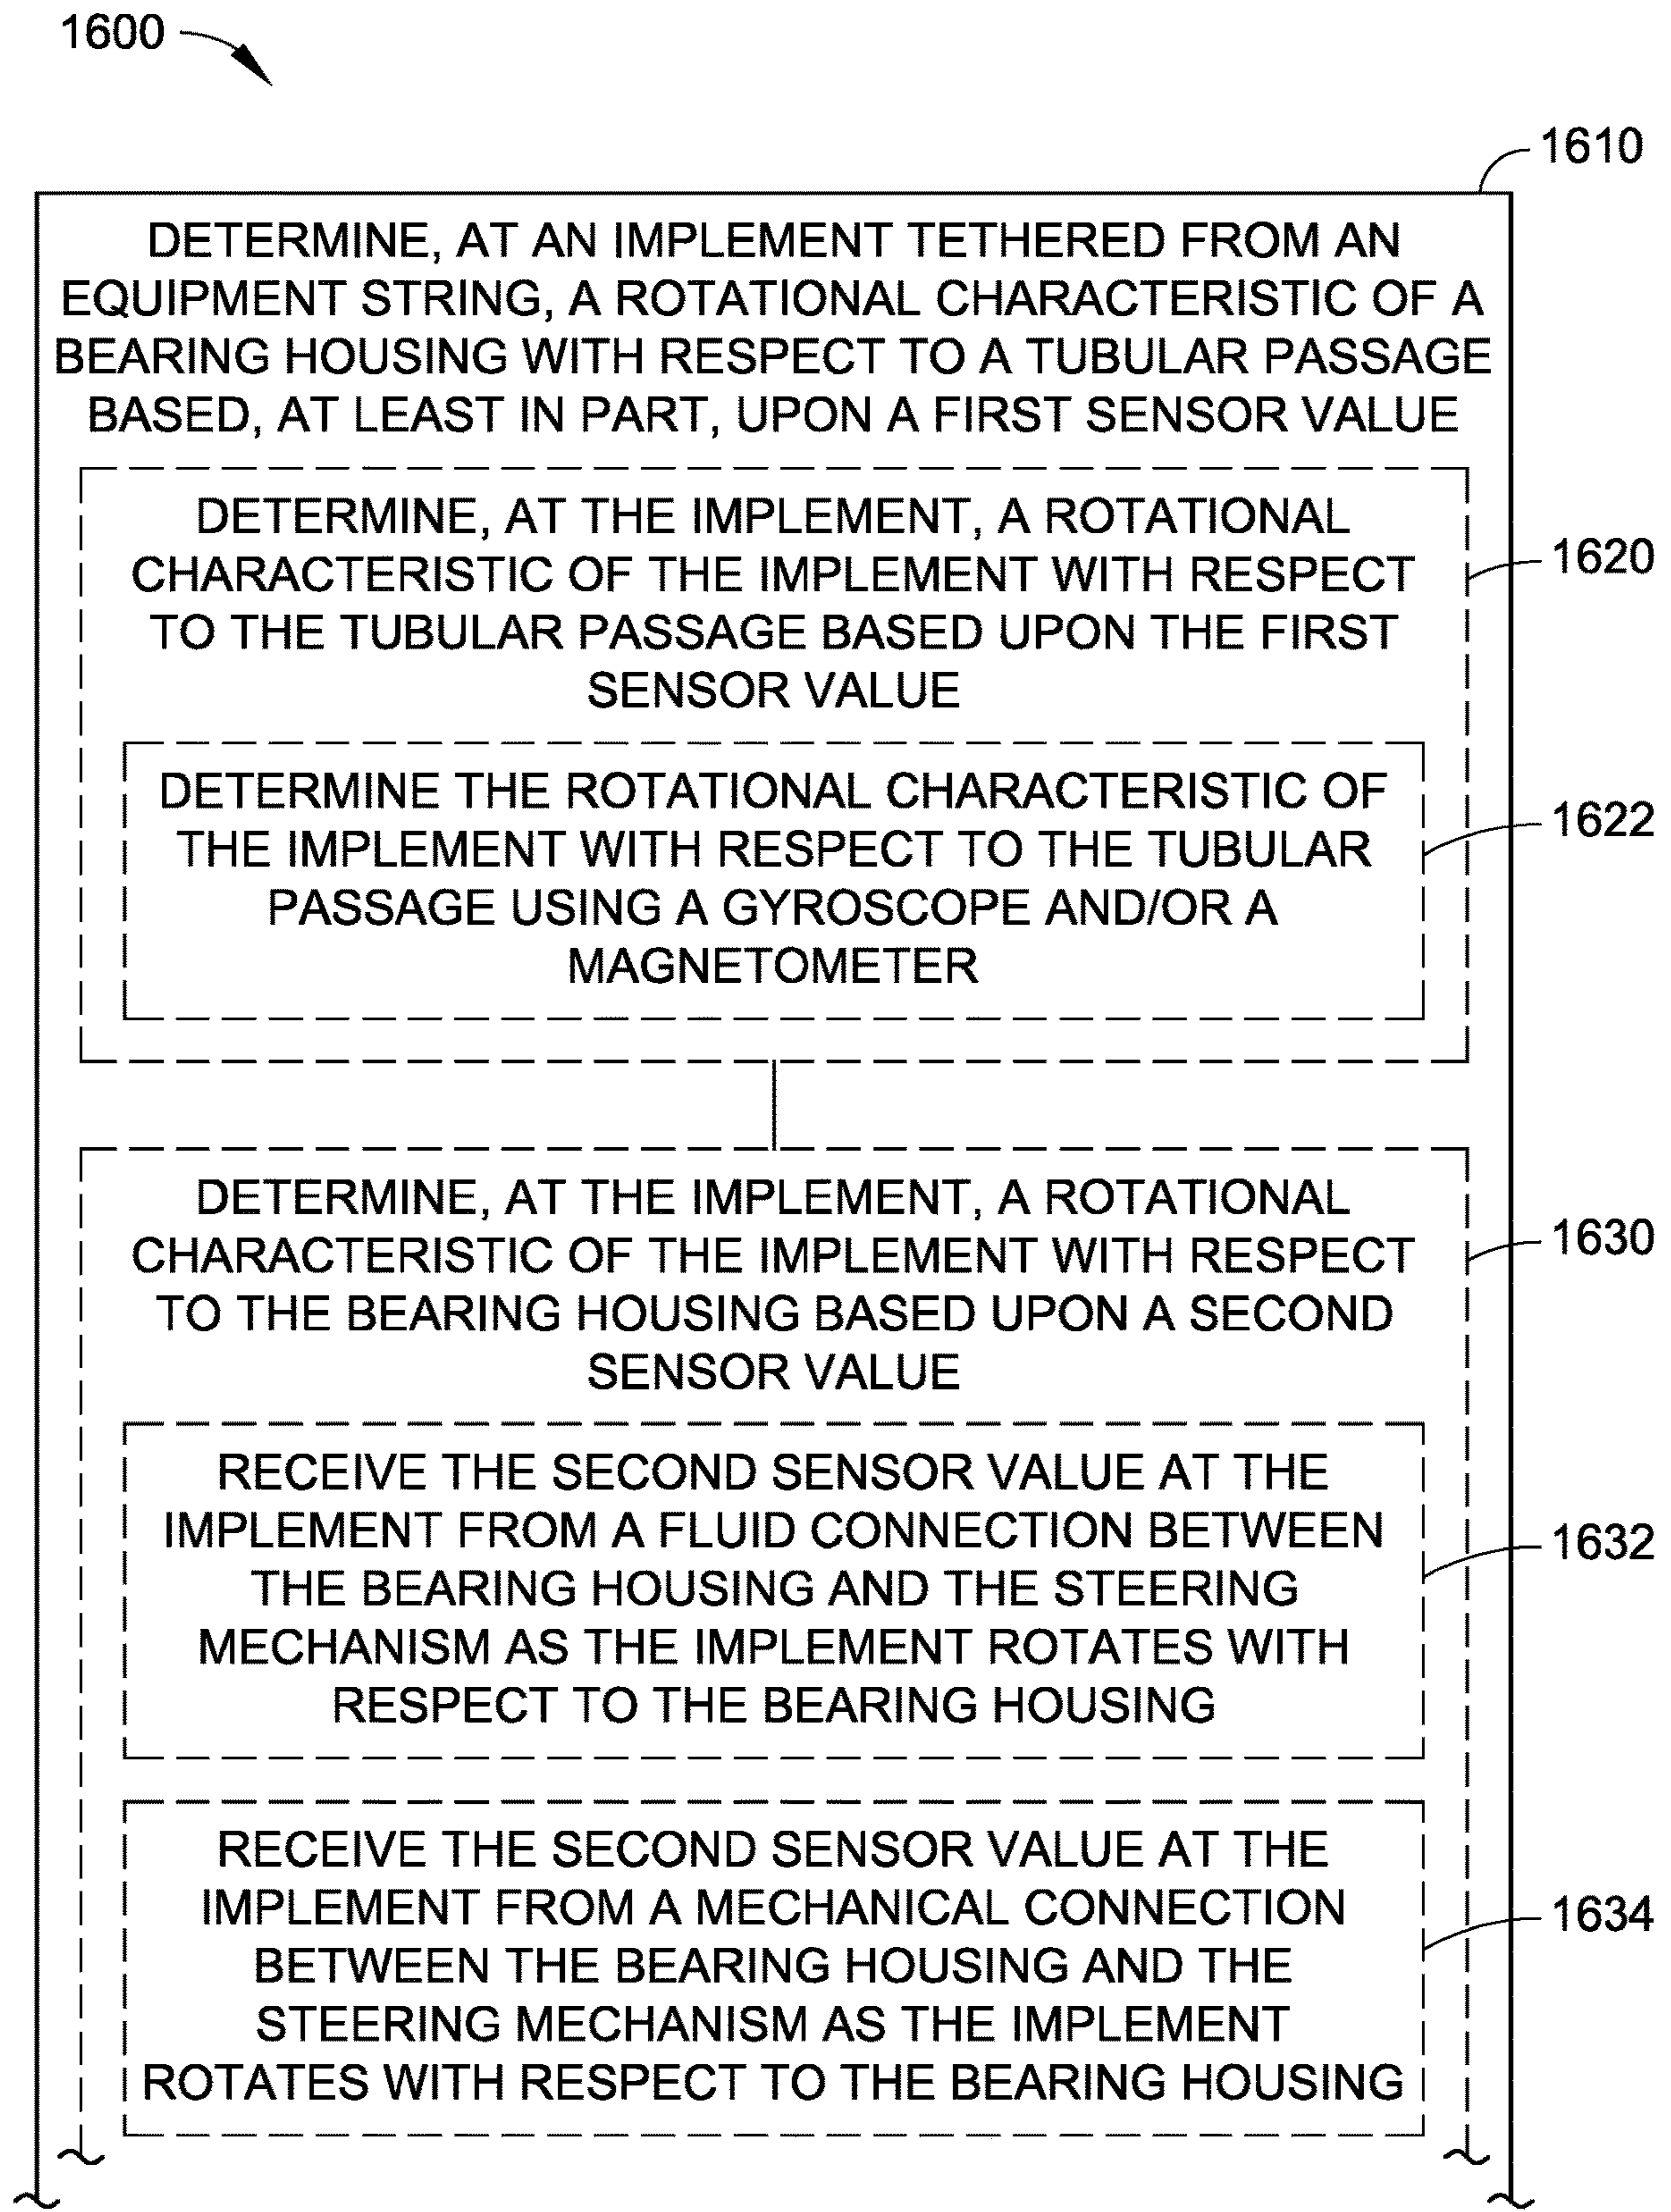 1600
1610
DETERMINE, AT AN IMPLEMENT TETHERED FROM AN
EQUIPMENT STRING, A ROTATIONAL CHARACTERISTIC OF A
BEARING HOUSING WITH RESPECT TO A TUBULAR PASSAGE
BASED, AT LEAST IN PART, UPON A FIRST SENSOR VALUE
DETERMINE, AT THE IMPLEMENT, A ROTATIONAL
CHARACTERISTIC OF THE IMPLEMENT WITH RESPECT
TO THE TUBULAR PASSAGE BASED UPON THE FIRST
SENSOR VALUE
1620
DETERMINE THE ROTATIONAL CHARACTERISTIC OF
THE IMPLEMENT WITH RESPECT TO THE TUBULAR
PASSAGE USING A GYROSCOPE AND/OR A
MAGNETOMETER
1622
DETERMINE, AT THE IMPLEMENT, A ROTATIONAL
CHARACTERISTIC OF THE IMPLEMENT WITH RESPECT
TO THE BEARING HOUSING BASED UPON A SECOND
SENSOR VALUE
1630
RECEIVE THE SECOND SENSOR VALUE AT THE
IMPLEMENT FROM A FLUID CONNECTION BETWEEN
THE BEARING HOUSING AND THE STEERING
MECHANISM AS THE IMPLEMENT ROTATES WITH
RESPECT TO THE BEARING HOUSING
1632
RECEIVE THE SECOND SENSOR VALUE AT THE
IMPLEMENT FROM A MECHANICAL CONNECTION
BETWEEN THE BEARING HOUSING AND THE
STEERING MECHANISM AS THE IMPLEMENT
ROTATES WITH RESPECT TO THE BEARING HOUSING
1634